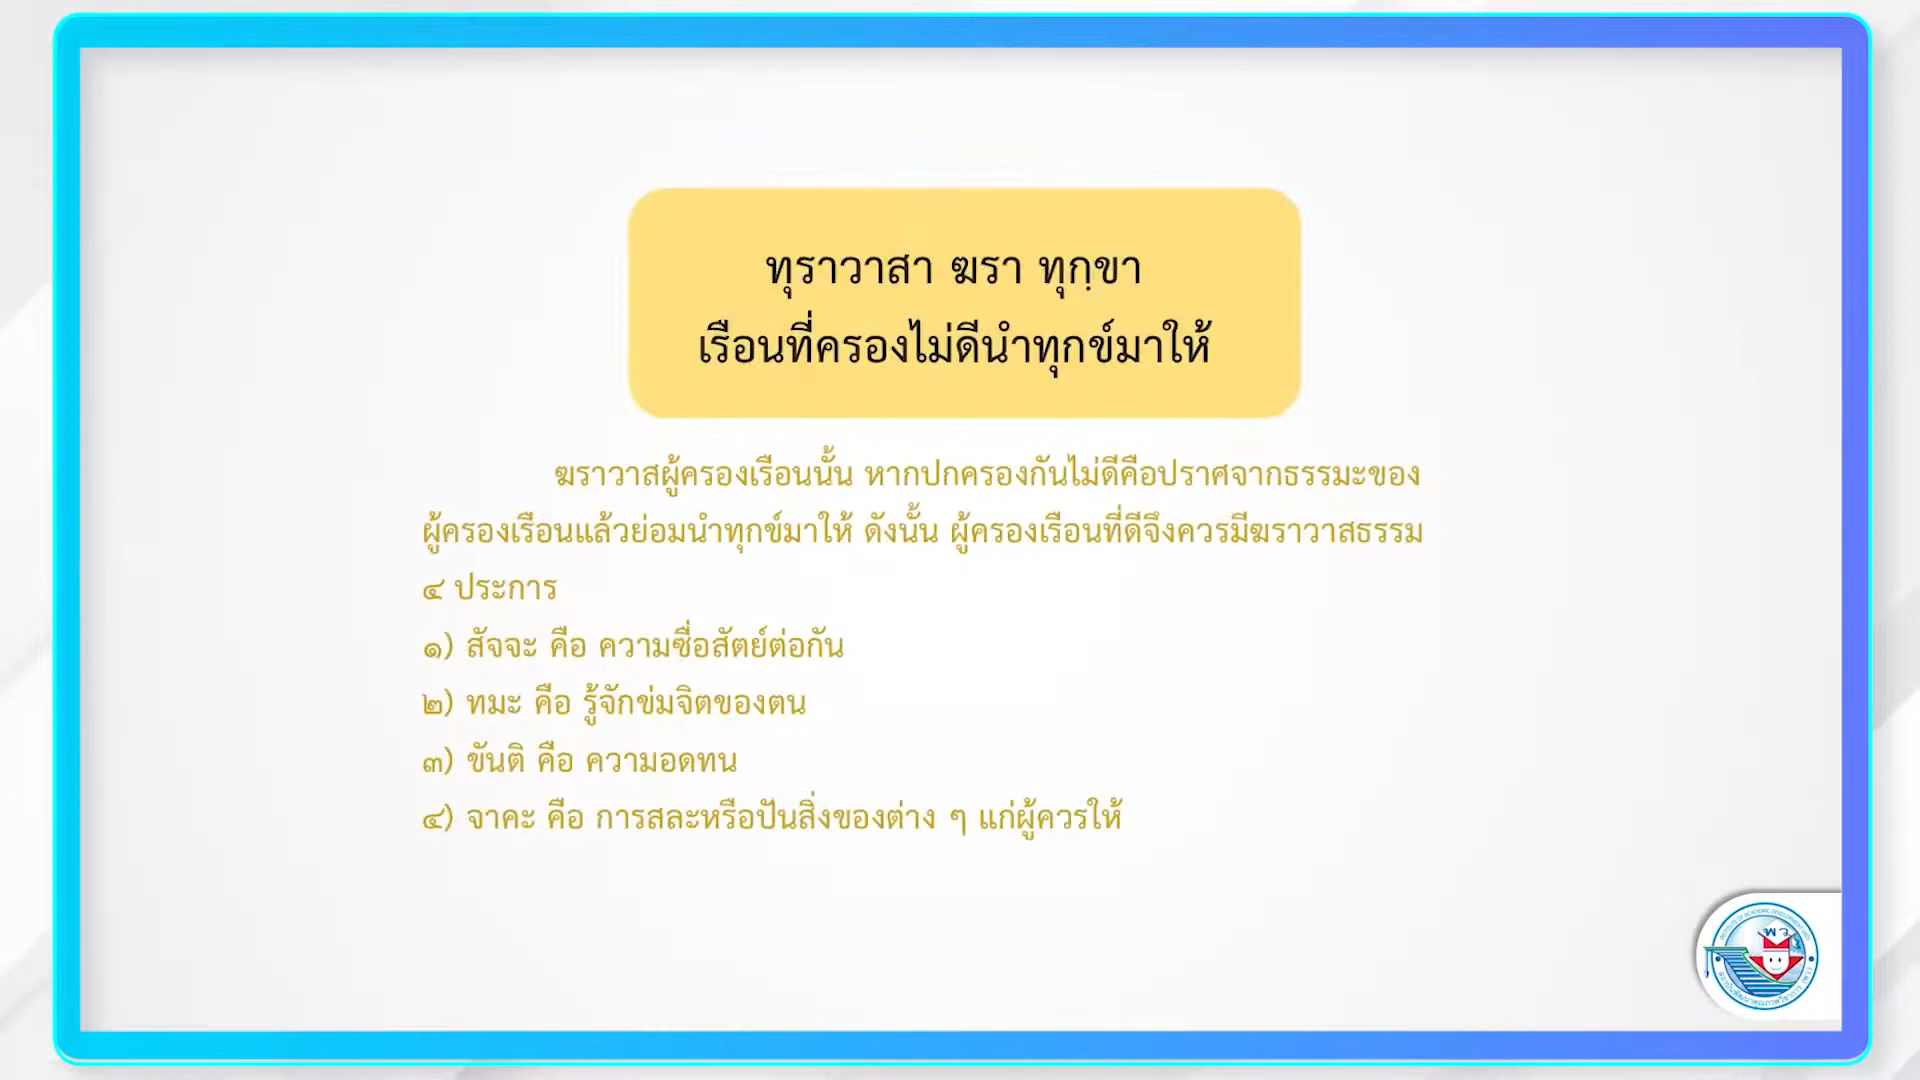 ทุราวาสา ฆรา ทุกฺขา
เรือนที่ครองไม่ดีนำทุกข์มาให้
ฆราวาสผู้ครองเรือนนั้น หากปกครองกันไม่ดีคือปราศจากธรรมะของ
ผู้ครองเรือนแล้วย่อมนำทุกข์มาให้ ดังนั้น ผู้ครองเรือนที่ดีจึงควรมีฆราวาสธรรม
๔ ประการ
๑) สัจจะ คือ ความซื่อสัตย์ต่อกัน
๒) ทมะ คือ รู้จักข่มจิตของตน
๓) ขันติ คือ ความอดทน
๔) จาคะ คือ การสละหรือปันสิ่งของต่าง ๆ แก่ผู้ควรให้
พว